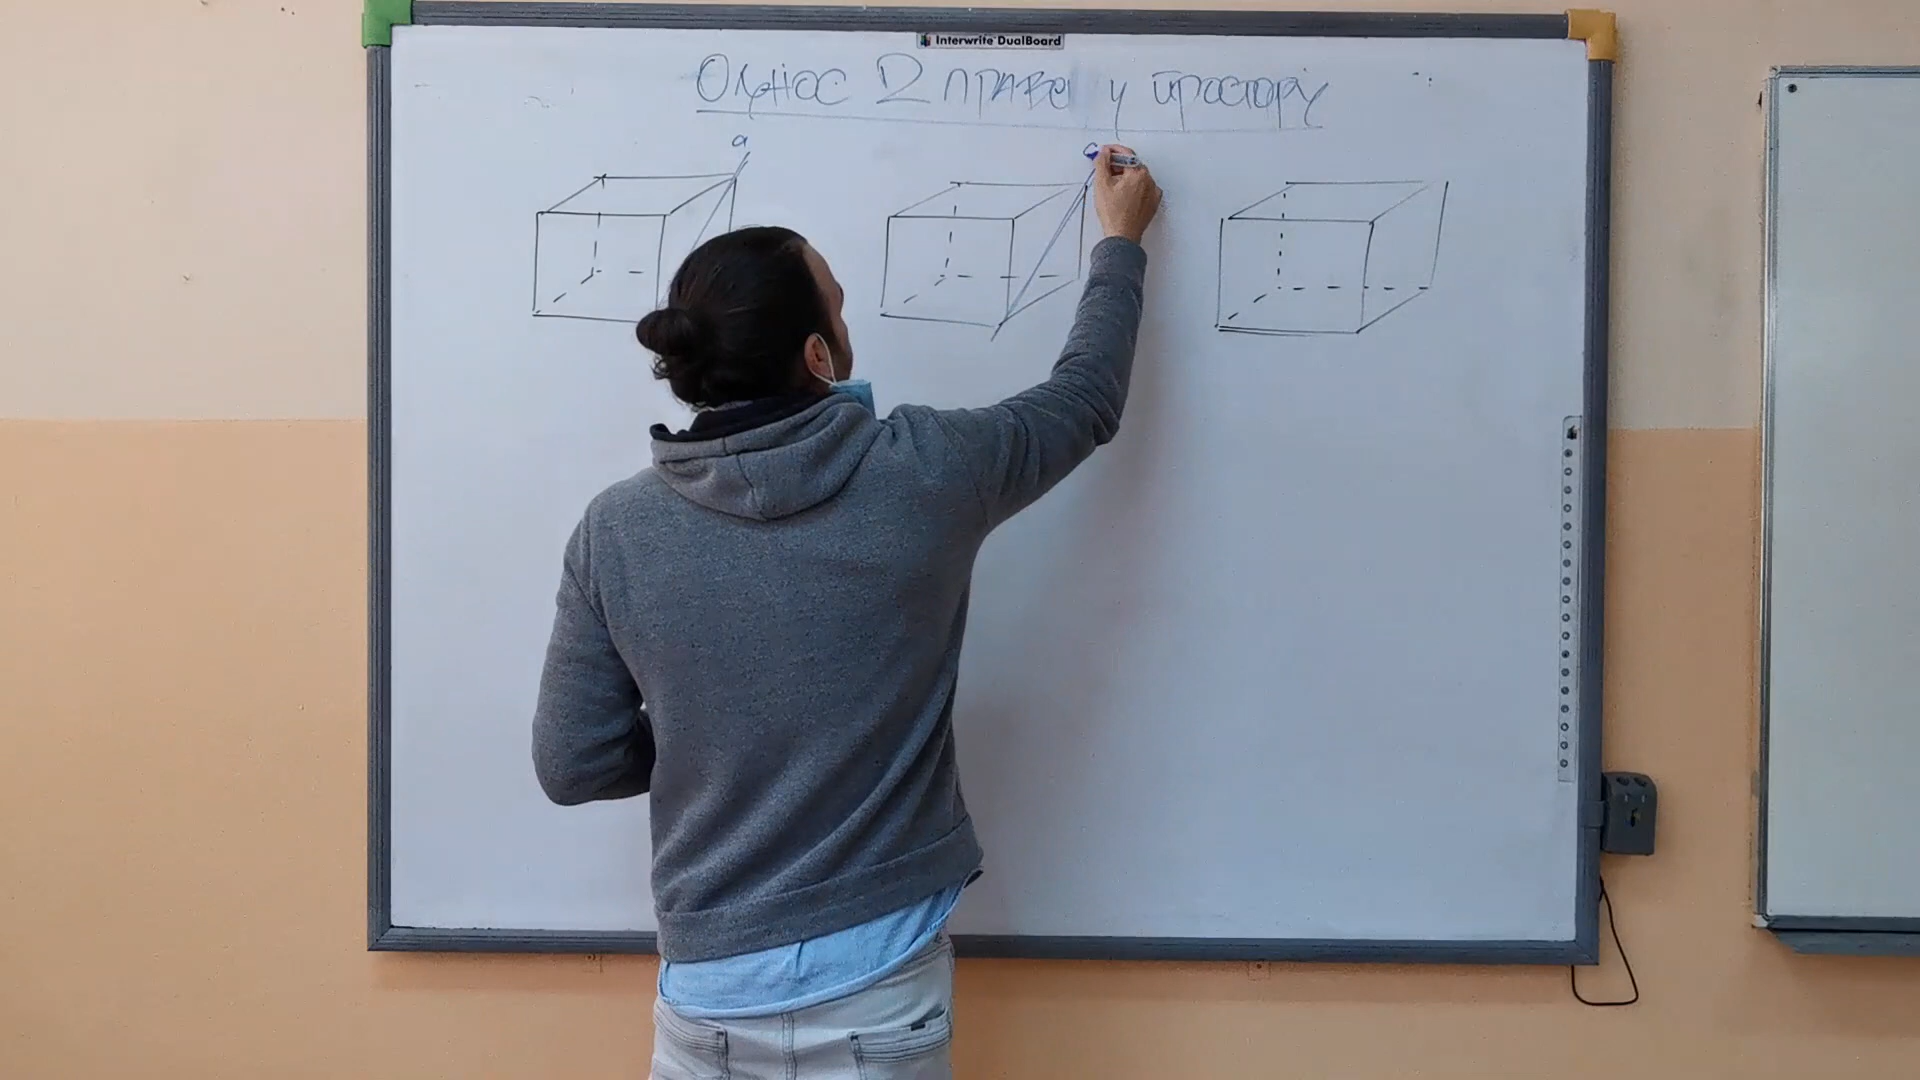 Interwrite DualBoard
Однос 2 праве у простору
a
a